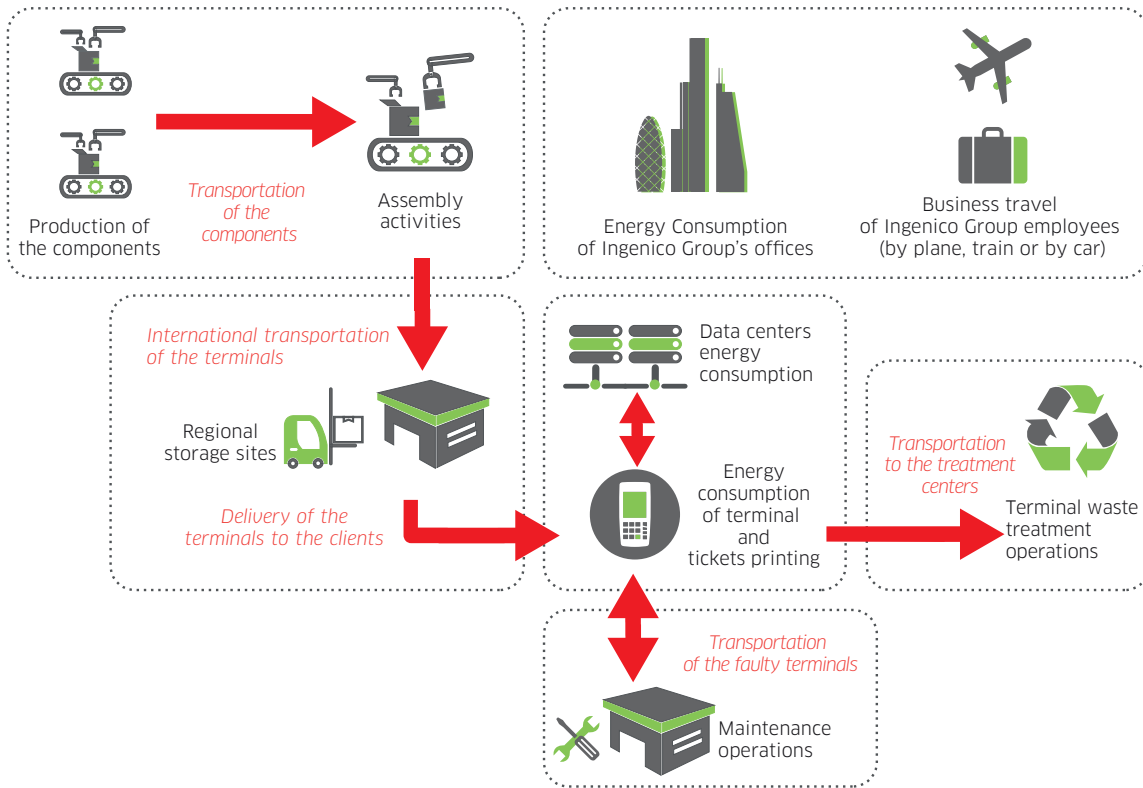 Production of
the components
Transportation
of the
components
Assembly
activities
Energy Consumption
of Ingenico Group's offices
Business travel
of Ingenico Group employees
(by plane, train or by car)
International transportation
of the terminals
Regional
storage sites
Delivery of the
terminals to the clients
Data centers
energy
consumption
Energy
consumption
of terminal
and
tickets printing
Transportation
to the treatment
centers
Terminal waste
treatment
operations
Transportation
of the faulty terminals
Maintenance
operations